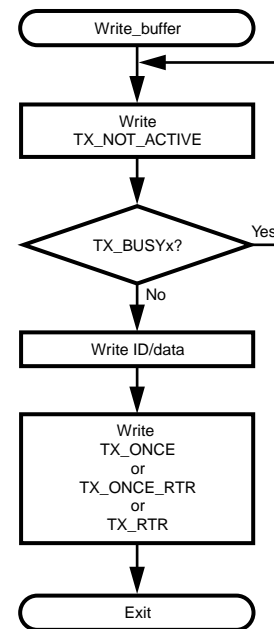 Write_buffer
Write
TX_NOT_ACTIVE
TX_BUSYx?
Yes
No
Write ID/data
Write
TX_ONCE
or
TX_ONCE_RTR
or
TX_RTR
Exit